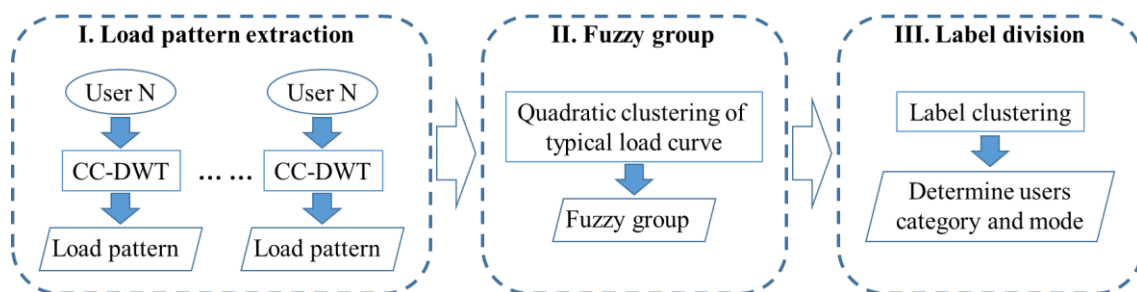 I. Load pattern extraction
User N
CC-DWT
Load pattern
... ...
User N
CC-DWT
Load pattern
II. Fuzzy group
Quadratic clustering of
typical load curve
Fuzzy group
III. Label division
Label clustering
Determine users
category and mode